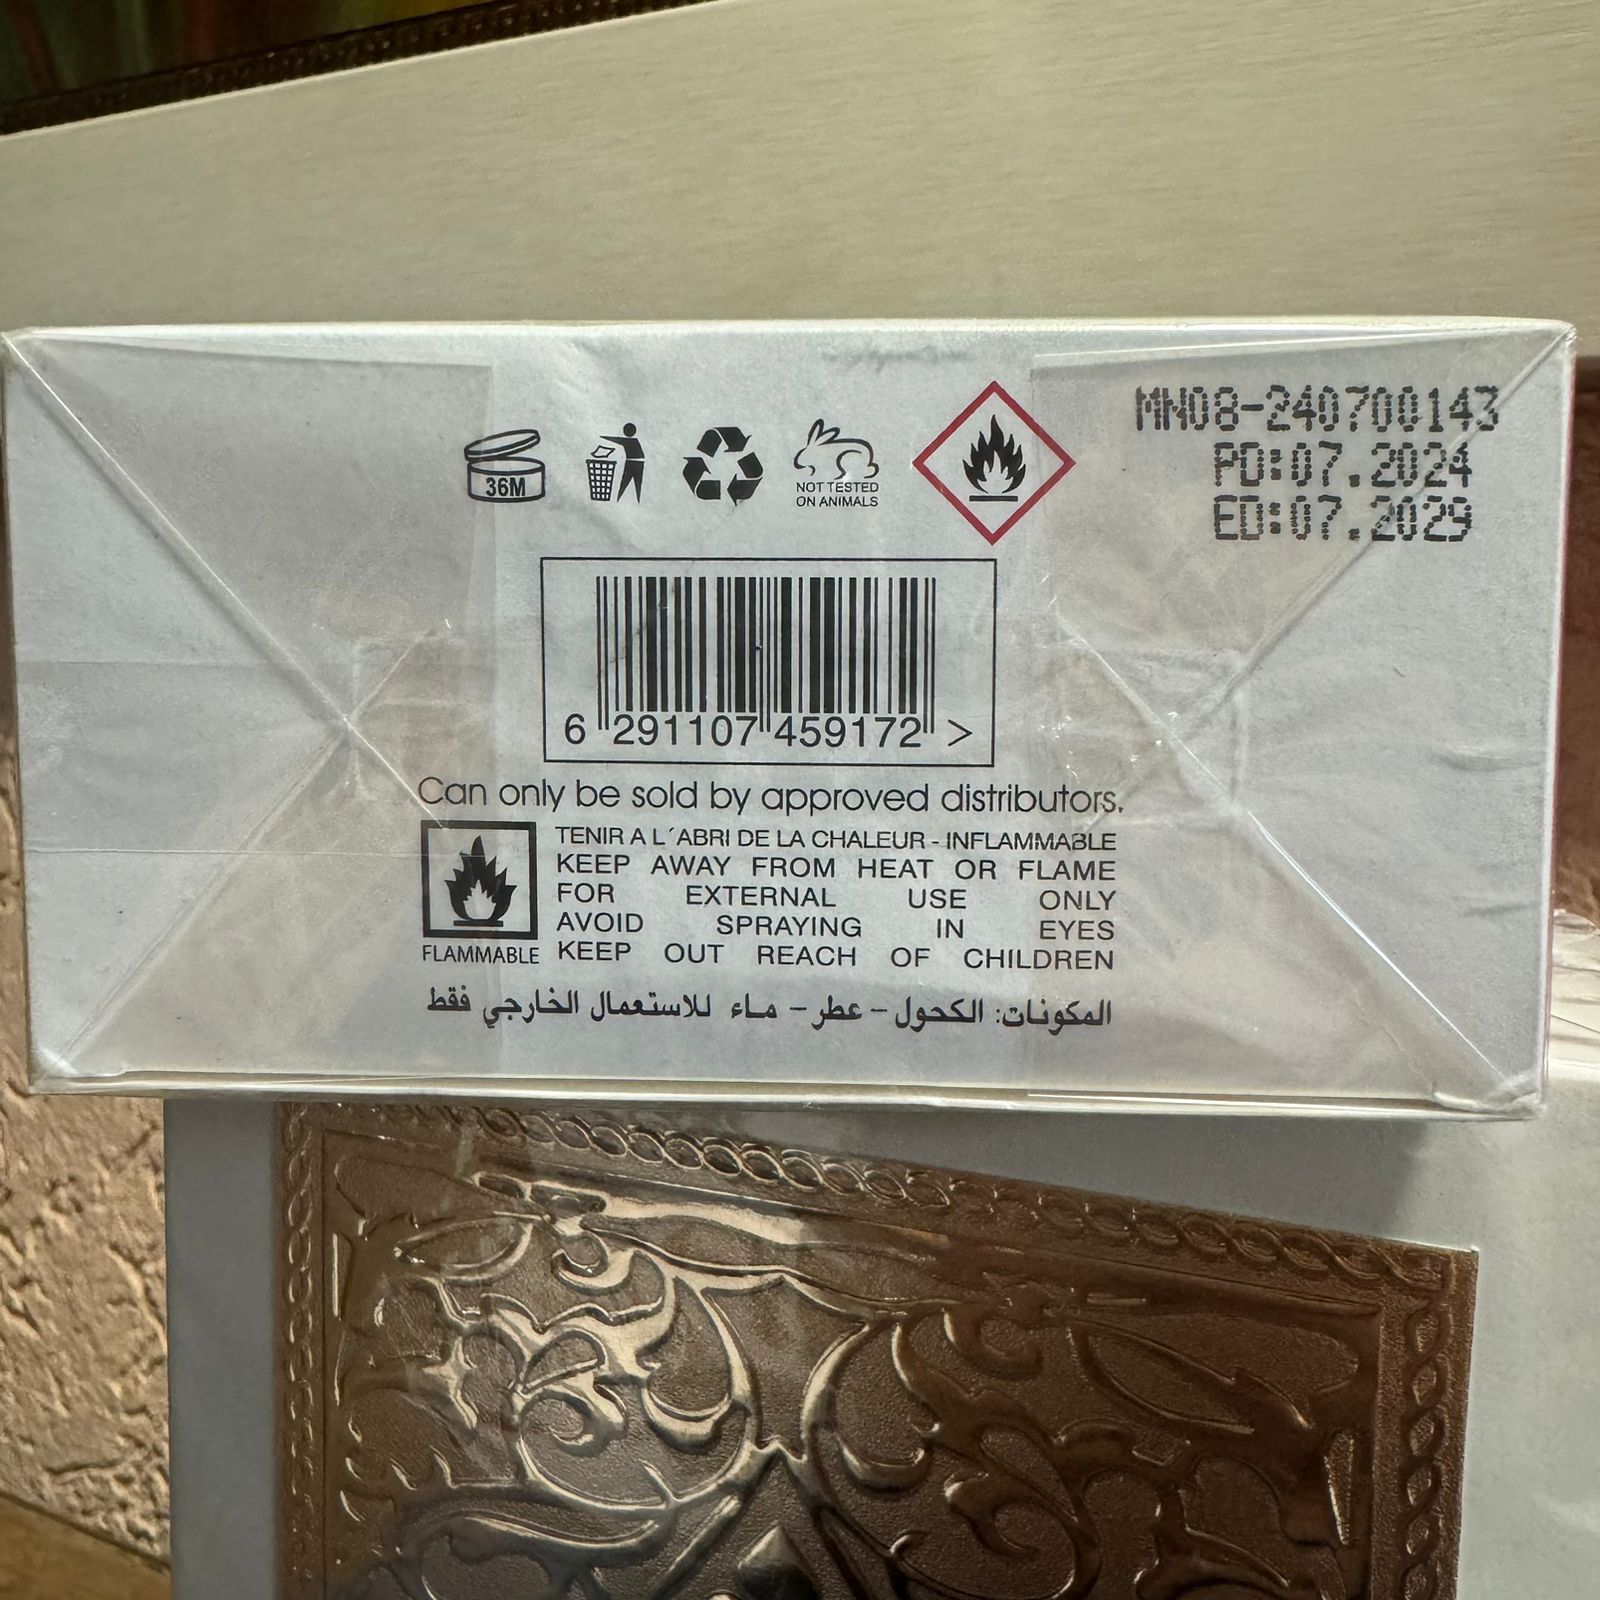 MN08-240700143
PD:07.2024
ED:07.2029
36M
NOT TESTED
ON ANIMALS
6 291107 459172 >
Can only be sold by approved distributors.
TENIR A L´ABRI DE LA CHALEUR - INFLAMMABLE
KEEP AWAY FROM HEAT OR FLAME
FOR EXTERNAL USE ONLY
AVOID SPRAYING IN EYES
KEEP OUT REACH OF CHILDREN
FLAMMABLE
المكونات: الكحول - عطر - ماء للاستعمال الخارجي فقط